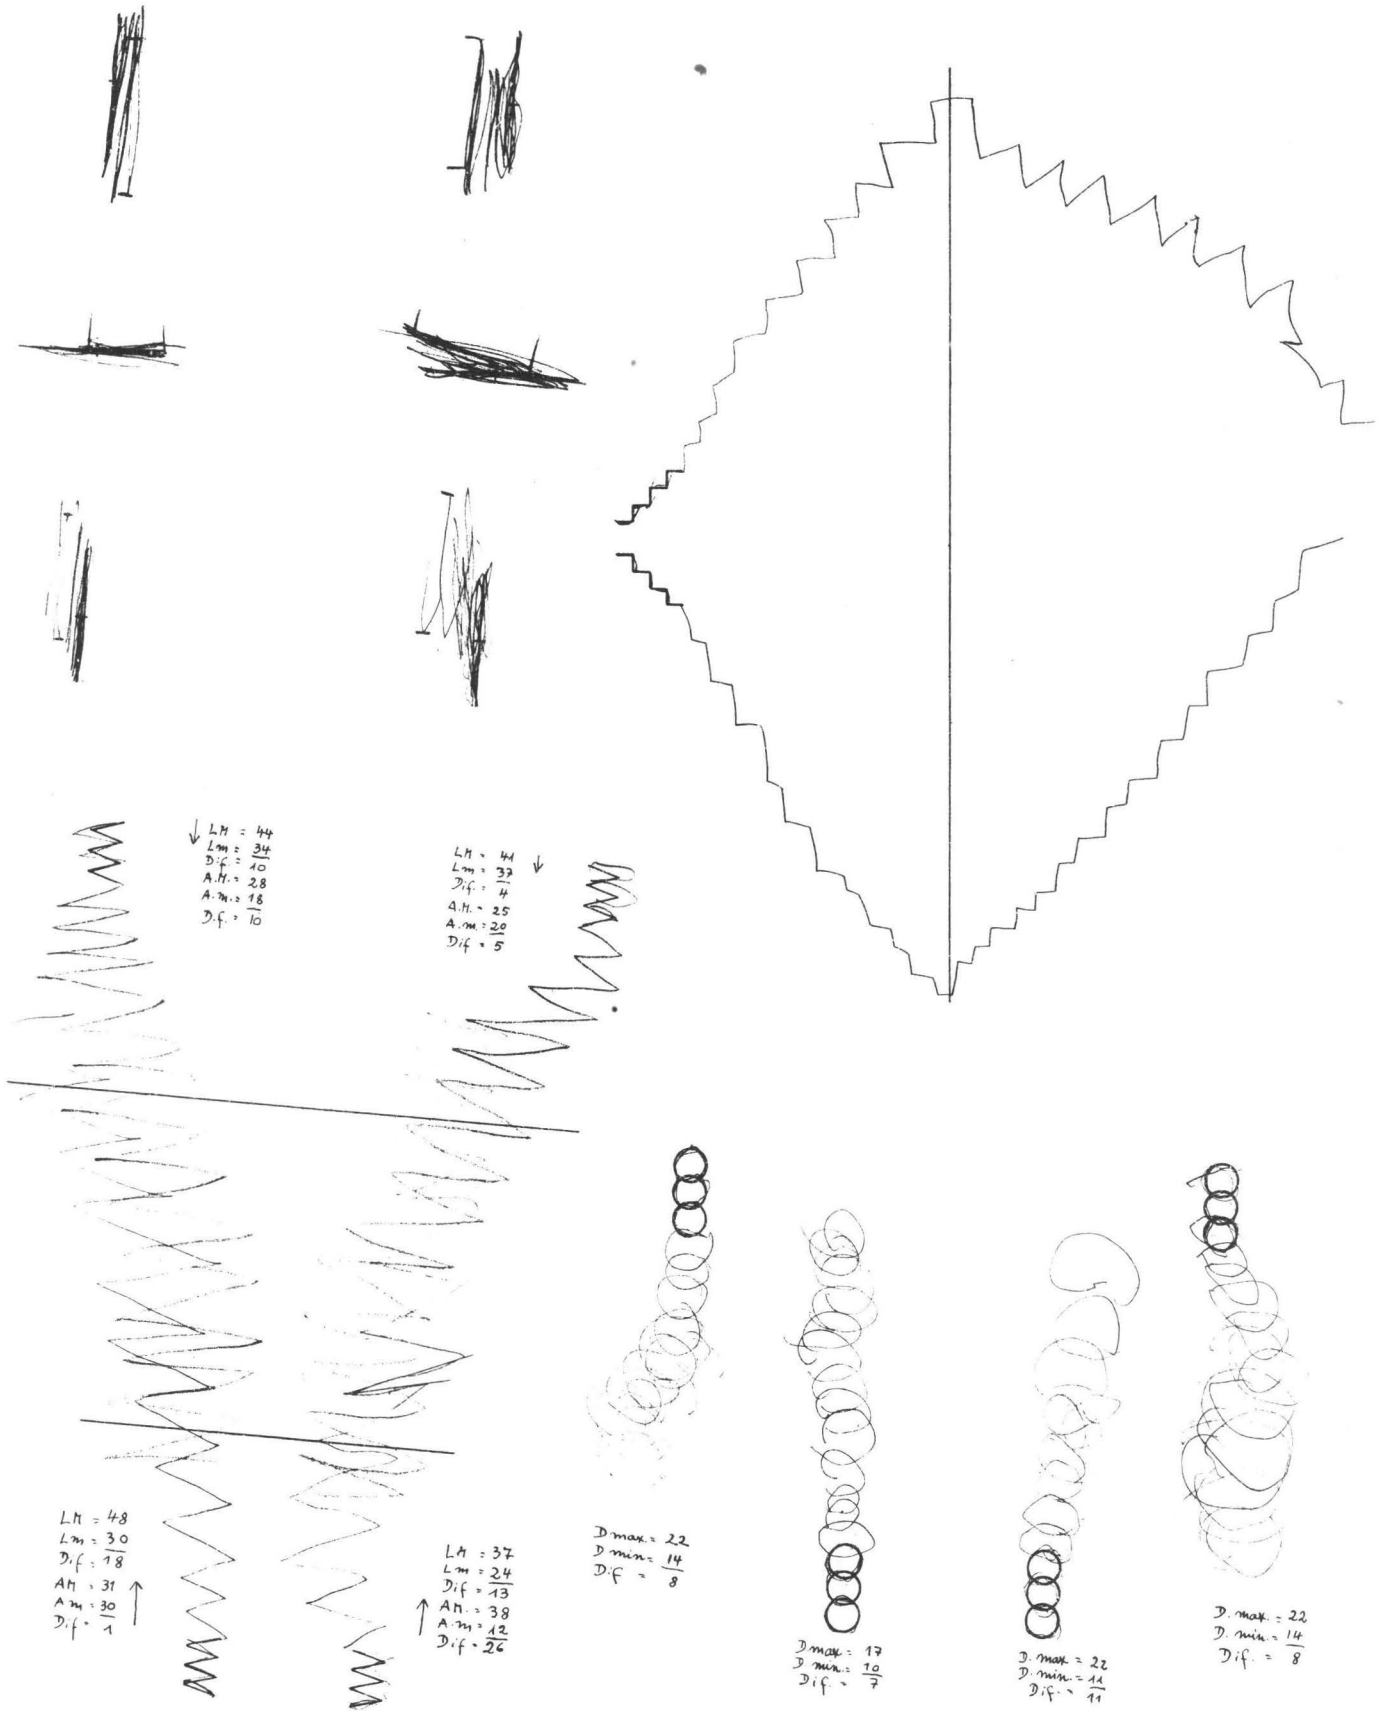 ↓ LM = 44
Lm = 34
Dif. = 10
A.M. = 28
A.m. = 18
Dif. = 10
LM = 41 ↓
Lm = 37
Dif. = 4
A.M. = 25
A.m. = 20
Dif = 5
LM = 48
Lm = 30
Dif = 18
AM = 31 ↑
Am = 30
Dif = 1
LM = 37
Lm = 24
Dif = 13
↑ AM. = 38
A.m = 12
Dif = 26
D max. = 22
D min = 14
Dif = 8
D max = 17
D min. = 10
Dif. = 7
D. max = 22
D. min. = 11
Dif. = 11
D. max. = 22
D. min. = 14
Dif. = 8